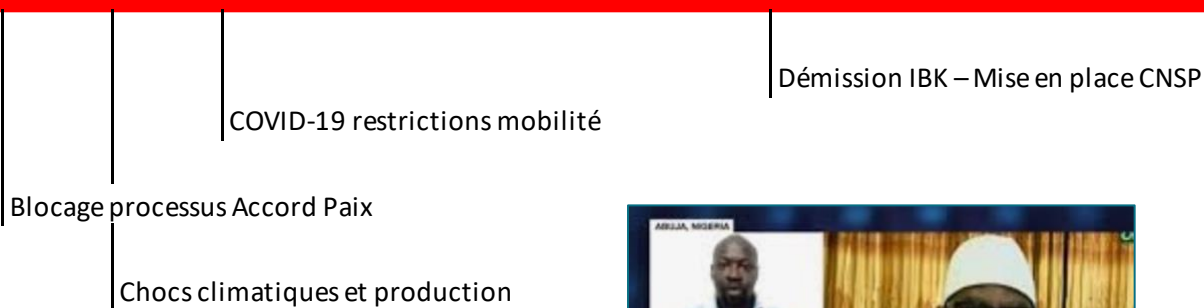 Démission IBK – Mise en place CNSP
COVID-19 restrictions mobilité
Blocage processus Accord Paix
ABUJA, NIGERIA
Chocs climatiques et production